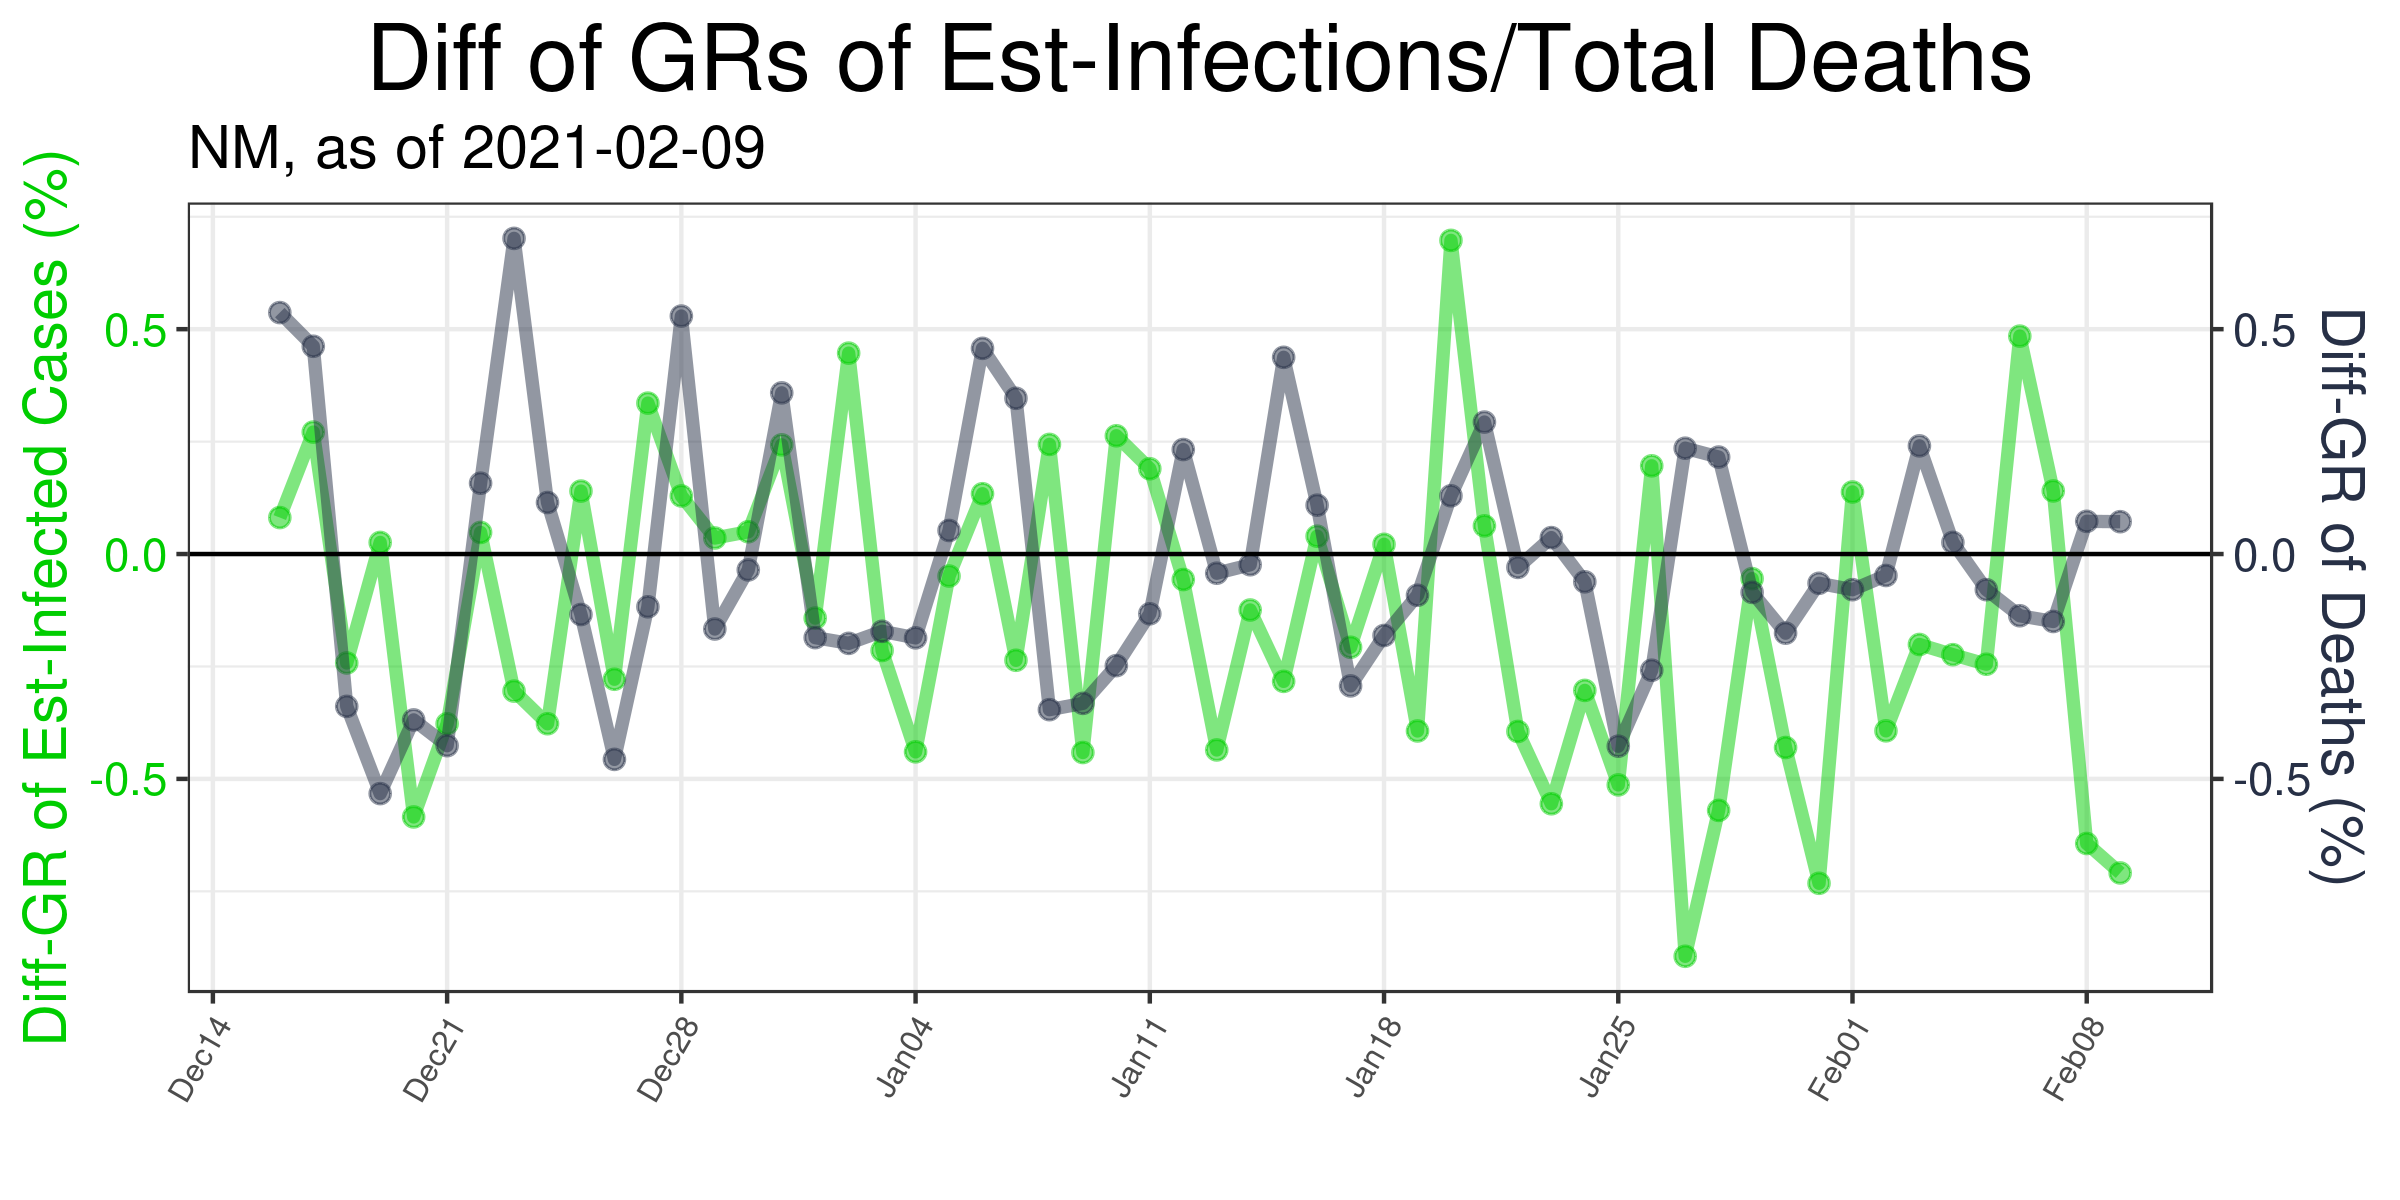 Diff of GRs of Est-Infections/Total Deaths
NM, as of 2021-02-09
Diff-GR of Est-Infected Cases (%)
0.5
0.0
-0.5
0.5
0.0
-0.5
Diff-GR of Deaths (%)
Dec14
Dec21
Dec28
Jan04
Jan11
Jan18
Jan25
Feb01
Feb08